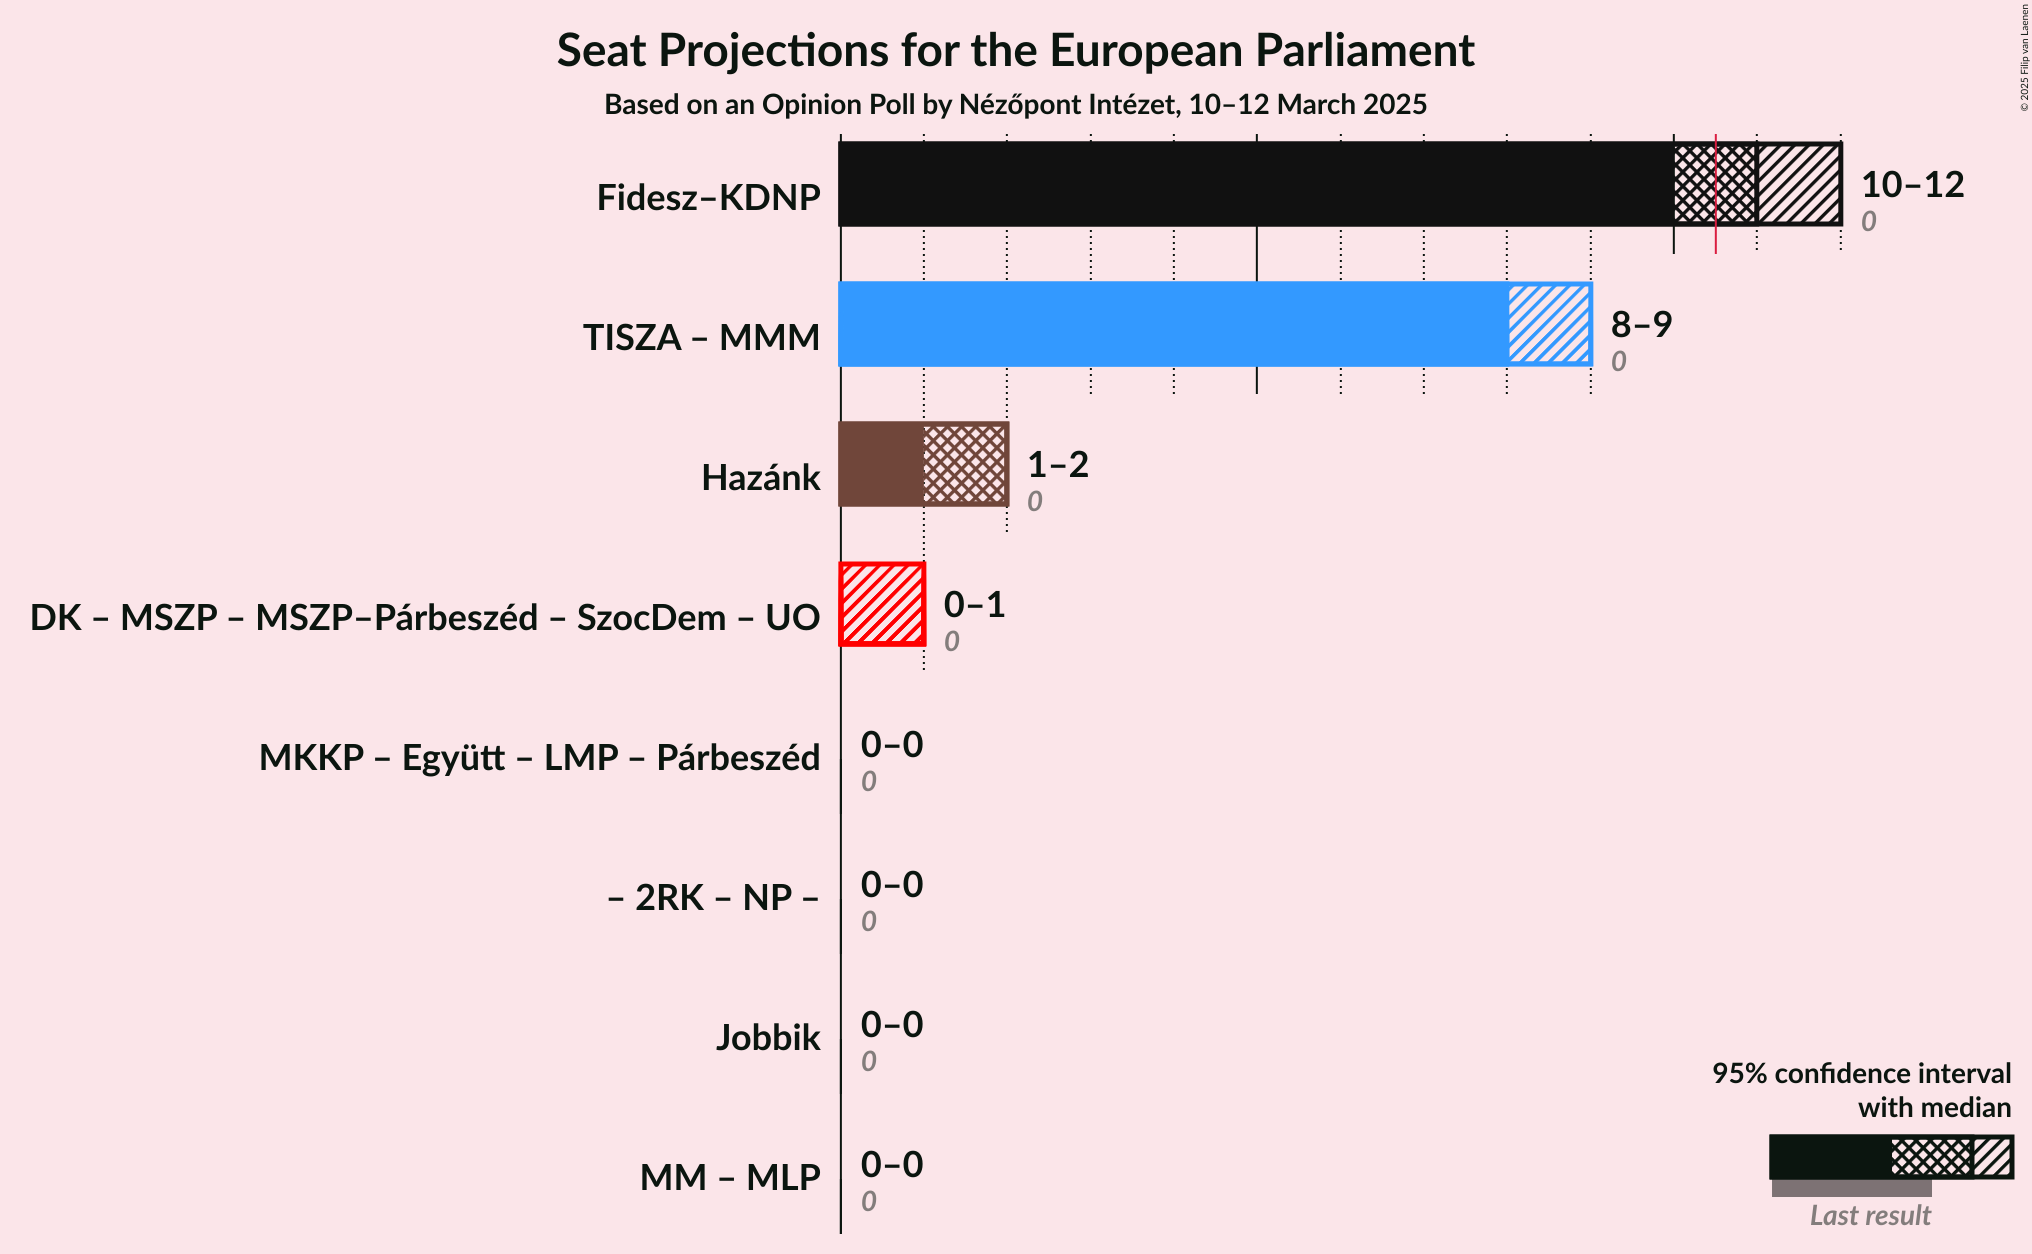 Seat Projections for the European Parliament
Based on an Opinion Poll by Nézőpont Intézet, 10–12 March 2025
© 2025 Filip van Laenen
Fidesz–KDNP
10–12
0
TISZA – MMM
8–9
0
Hazánk
1–2
0
DK – MSZP – MSZP–Párbeszéd – SzocDem – UO
0–1
0
MKKP – Együtt – LMP – Párbeszéd
0–0
0
– 2RK – NP –
0–0
0
Jobbik
0–0
0
MM – MLP
0–0
0
95% confidence interval
with median
Last result